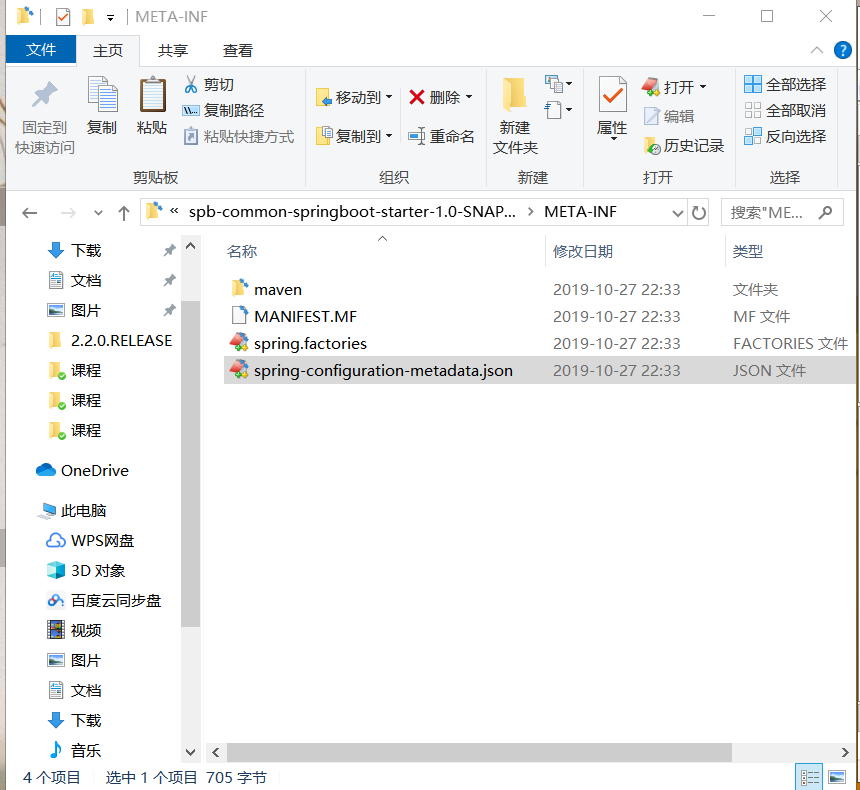 META-INF
文件 主页 共享 查看
固定到
快速访问
复制
粘贴
剪切
复制路径
粘贴快捷方式
剪贴板
移动到
复制到
删除
重命名
组织
新建
文件夹
新建
属性
打开
编辑
历史记录
打开
全部选择
全部取消
反向选择
选择
« spb-common-springboot-starter-1.0-SNAP... › META-INF
搜索"ME...
下载
文档
图片
2.2.0.RELEASE
课程
课程
课程
OneDrive
此电脑
WPS网盘
3D 对象
百度云同步盘
视频
图片
文档
下载
音乐
名称 修改日期 类型
maven 2019-10-27 22:33 文件夹
MANIFEST.MF 2019-10-27 22:33 MF 文件
spring.factories 2019-10-27 22:33 FACTORIES 文件
spring-configuration-metadata.json 2019-10-27 22:33 JSON 文件
4 个项目 选中 1 个项目 705 字节